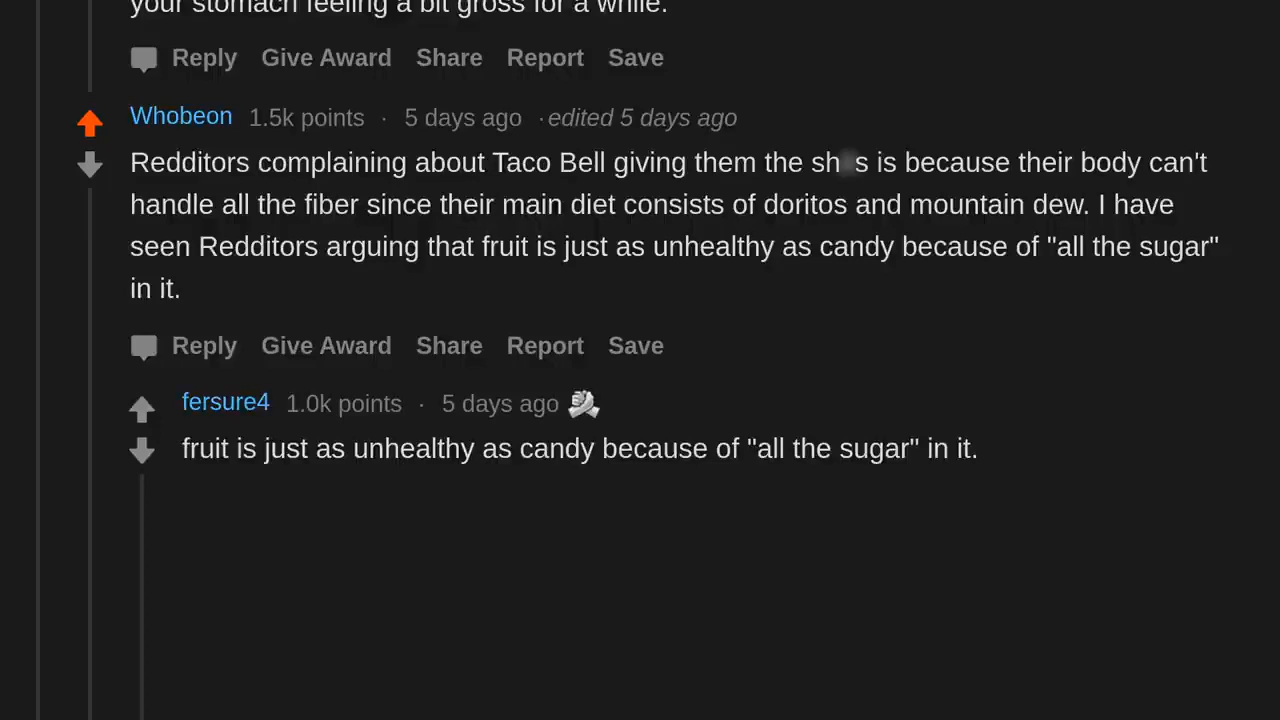 your stomach feeling a bit gross for a while.
Reply Give Award Share Report Save
Whobeon 1.5k points · 5 days ago · edited 5 days ago
Redditors complaining about Taco Bell giving them the is because their body can't
handle all the fiber since their main diet consists of doritos and mountain dew. I have
seen Redditors arguing that fruit is just as unhealthy as candy because of "all the sugar"
in it.
Reply Give Award Share Report Save
fersure4 1.0k points · 5 days ago
fruit is just as unhealthy as candy because of "all the sugar" in it.